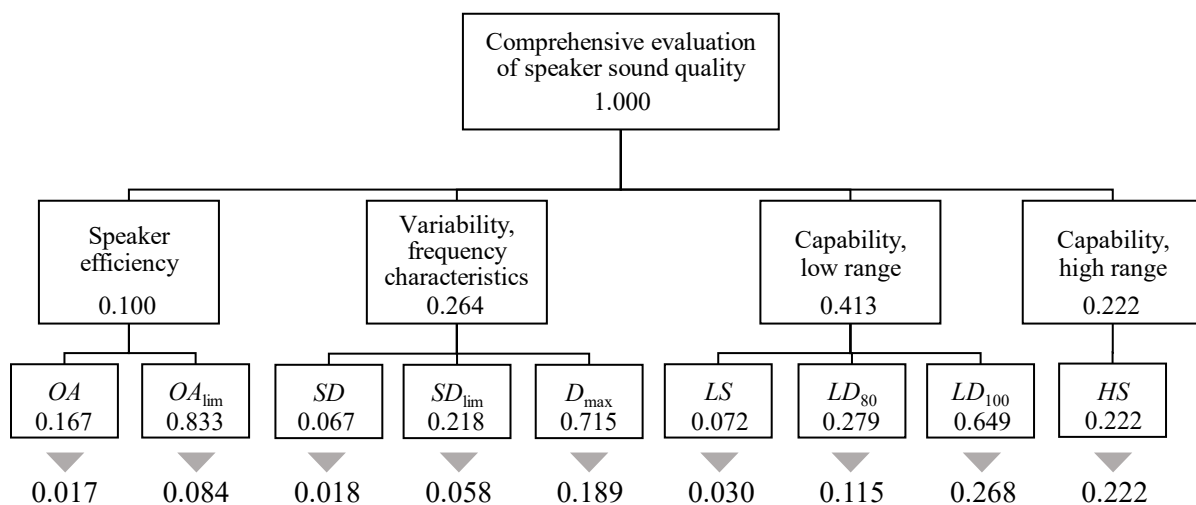 Comprehensive evaluation
of speaker sound quality
1.000
Speaker
efficiency
0.100
Variability,
frequency
characteristics
0.264
Capability,
low range
0.413
Capability,
high range
0.222
OA
0.167
OAlim
0.833
SD
0.067
SDlim
0.218
Dmax
0.715
LS
0.072
LD80
0.279
LD100
0.649
HS
0.222
0.017
0.084
0.018
0.058
0.189
0.030
0.115
0.268
0.222